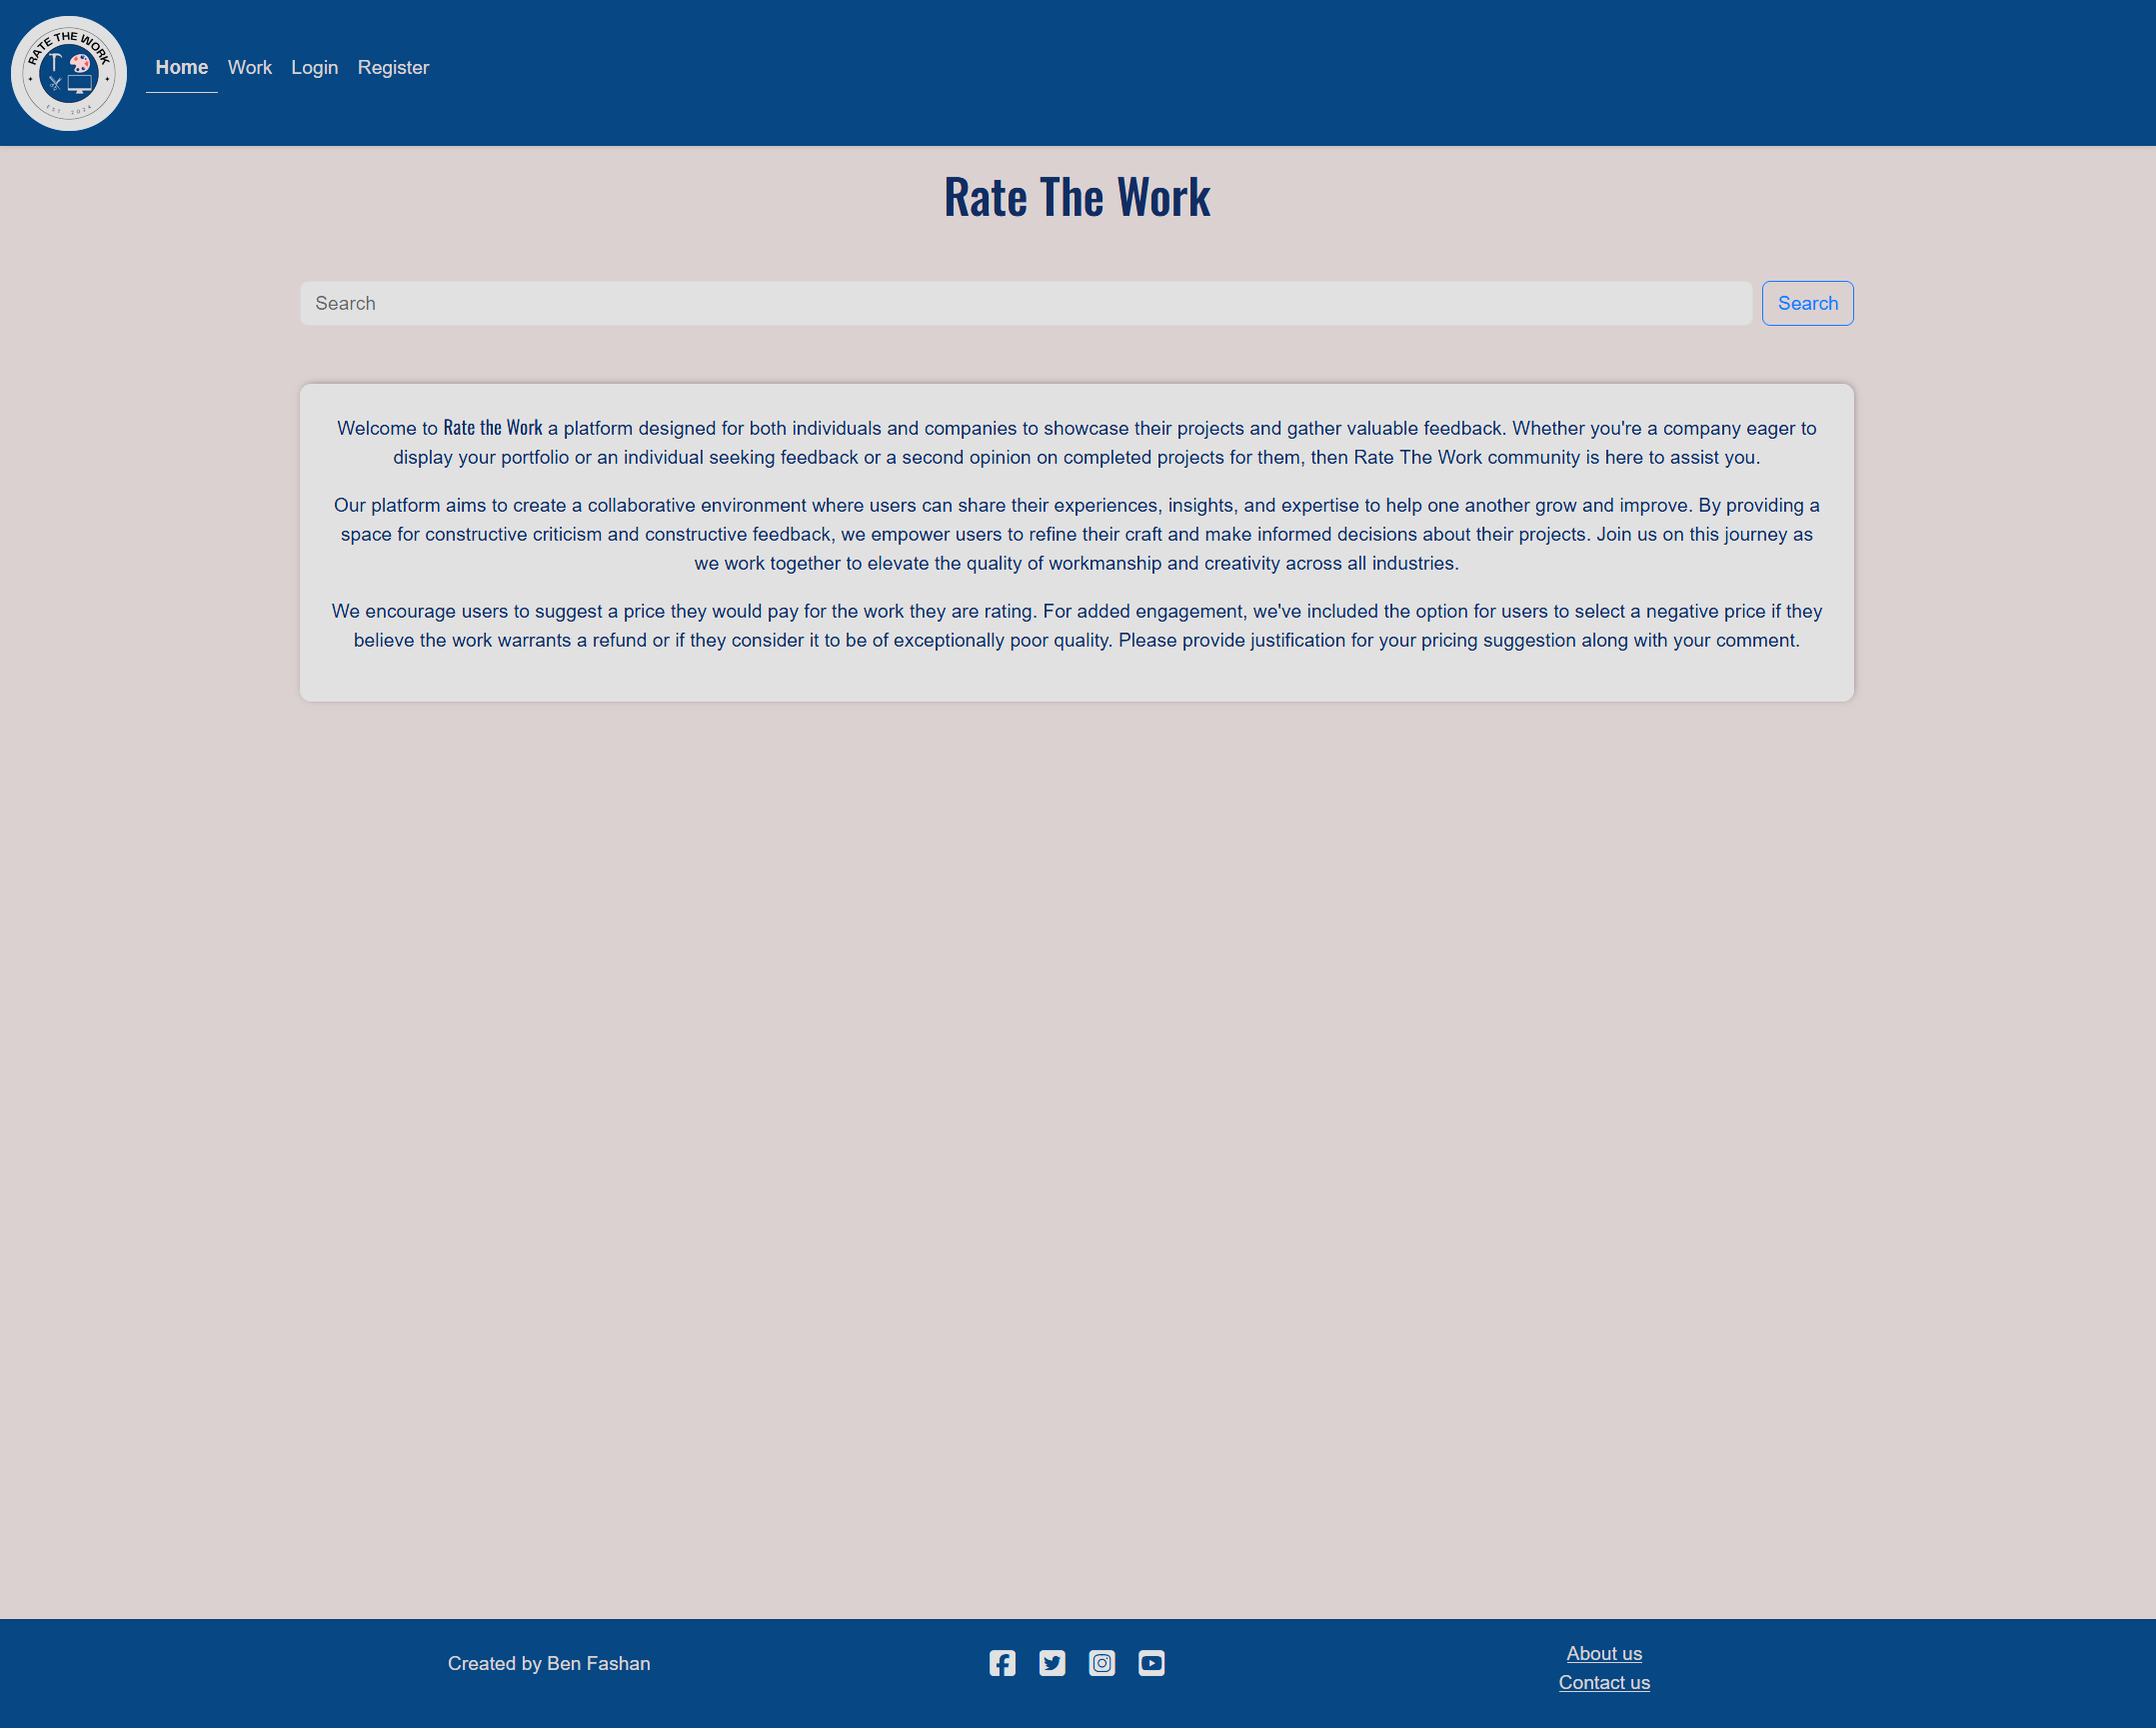 RATE THE WORK
EST 2024
Home Work Login Register
Rate The Work
Search Search
Welcome to Rate the Work a platform designed for both individuals and companies to showcase their projects and gather valuable feedback. Whether you're a company eager to
display your portfolio or an individual seeking feedback or a second opinion on completed projects for them, then Rate The Work community is here to assist you.
Our platform aims to create a collaborative environment where users can share their experiences, insights, and expertise to help one another grow and improve. By providing a
space for constructive criticism and constructive feedback, we empower users to refine their craft and make informed decisions about their projects. Join us on this journey as
we work together to elevate the quality of workmanship and creativity across all industries.
We encourage users to suggest a price they would pay for the work they are rating. For added engagement, we've included the option for users to select a negative price if they
believe the work warrants a refund or if they consider it to be of exceptionally poor quality. Please provide justification for your pricing suggestion along with your comment.
Created by Ben Fashan
About us
Contact us